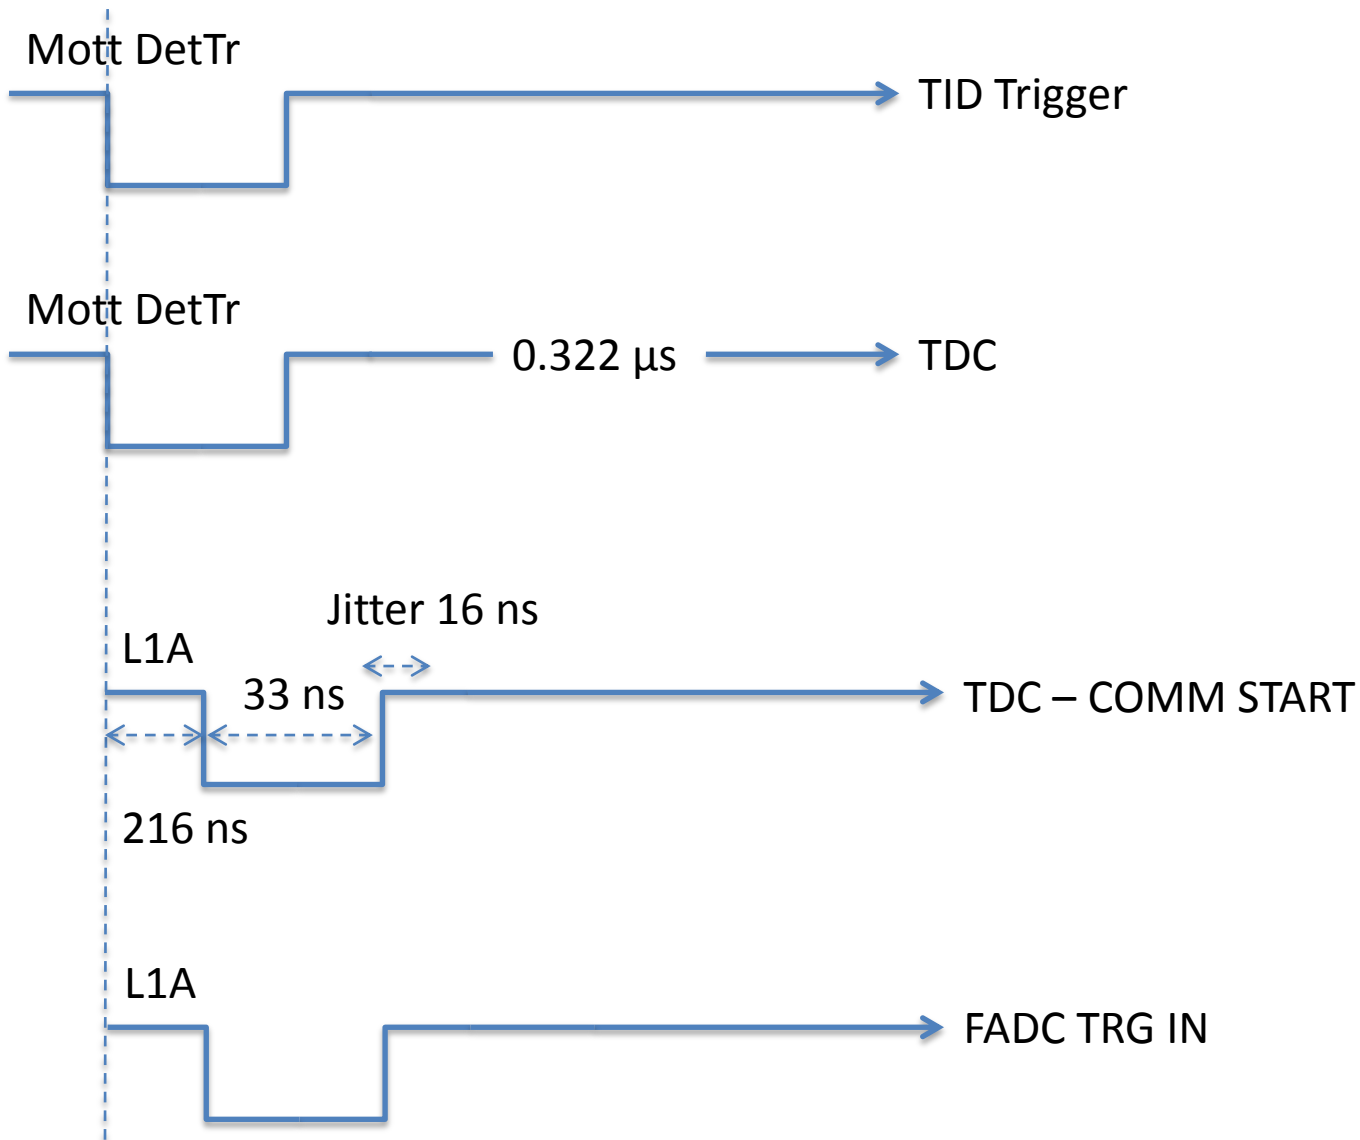 Mott DetTr
TID Trigger
Mott DetTr
0.322 µs
TDC
Jitter 16 ns
L1A
33 ns
TDC – COMM START
216 ns
L1A
FADC TRG IN